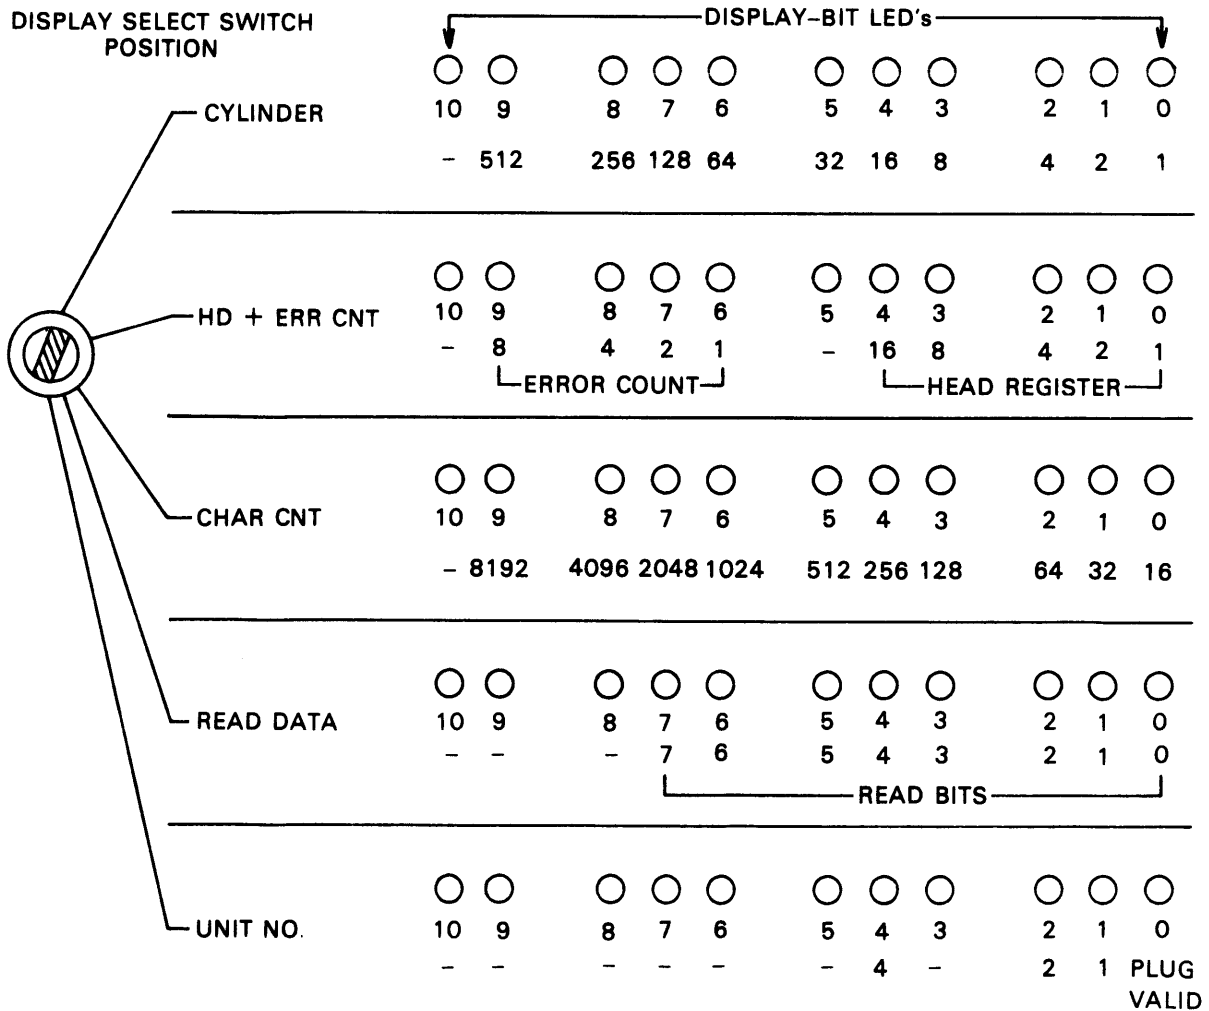 DISPLAY SELECT SWITCH
POSITION
DISPLAY-BIT LED's
CYLINDER
10 9 8 7 6 5 4 3 2 1 0
- 512 256 128 64 32 16 8 4 2 1
HD + ERR CNT
10 9 8 7 6 5 4 3 2 1 0
- 8 4 2 1 - 16 8 4 2 1
ERROR COUNT HEAD REGISTER
CHAR CNT
10 9 8 7 6 5 4 3 2 1 0
- 8192 4096 2048 1024 512 256 128 64 32 16
READ DATA
10 9 8 7 6 5 4 3 2 1 0
- - - 7 6 5 4 3 2 1 0
READ BITS
UNIT NO.
10 9 8 7 6 5 4 3 2 1 0
- - - - - - 4 - 2 1 PLUG
VALID